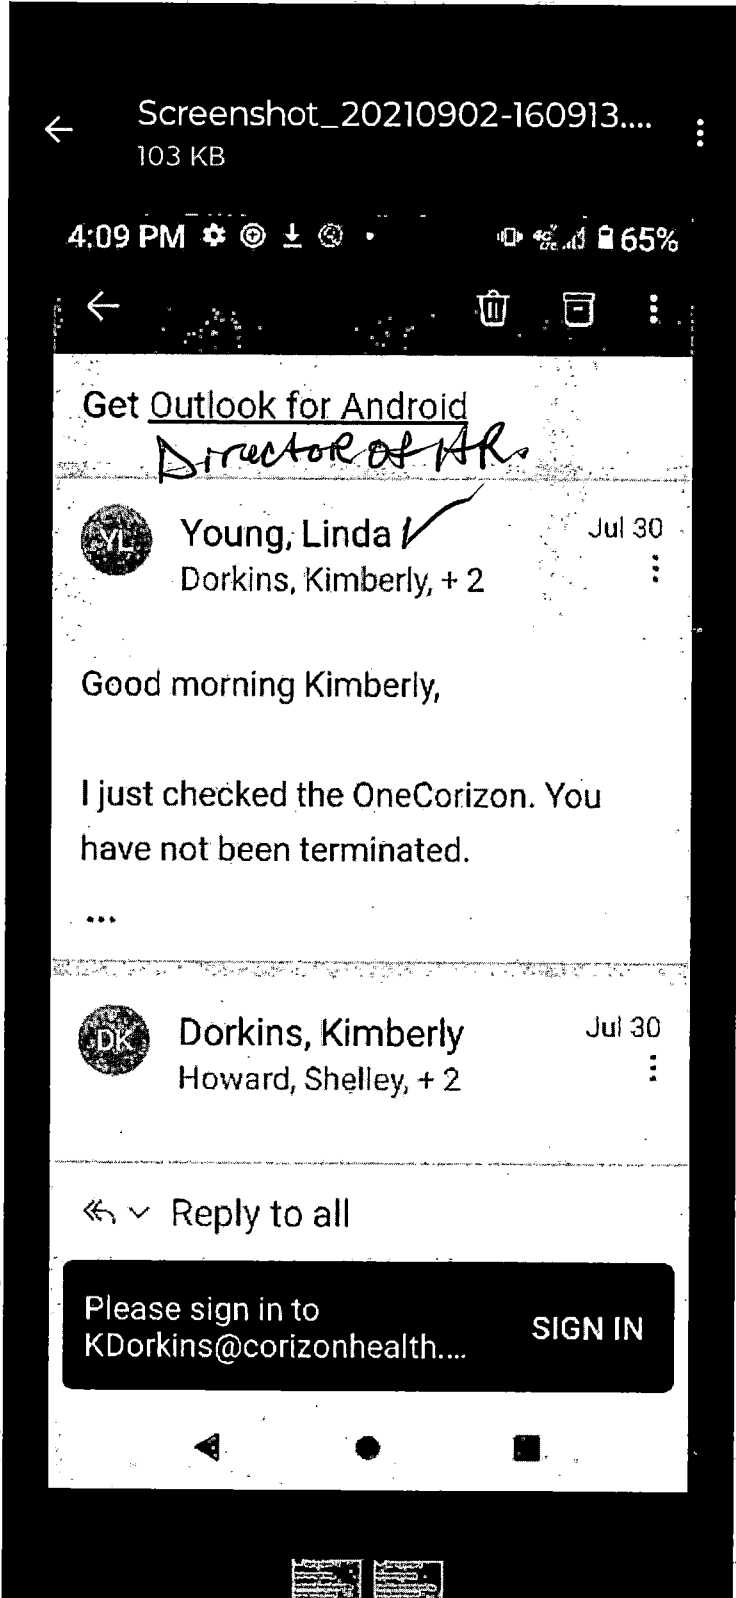 Screenshot_20210902-160913....
103 KB
4:09 PM 65%
Get Outlook for Android
Director of HR.
YL Young, Linda Jul 30
Dorkins, Kimberly, + 2
Good morning Kimberly,
I just checked the OneCorizon. You
have not been terminated.
...
DK Dorkins, Kimberly Jul 30
Howard, Shelley, + 2
Reply to all
Please sign in to
KDorkins@corizonhealth....
SIGN IN